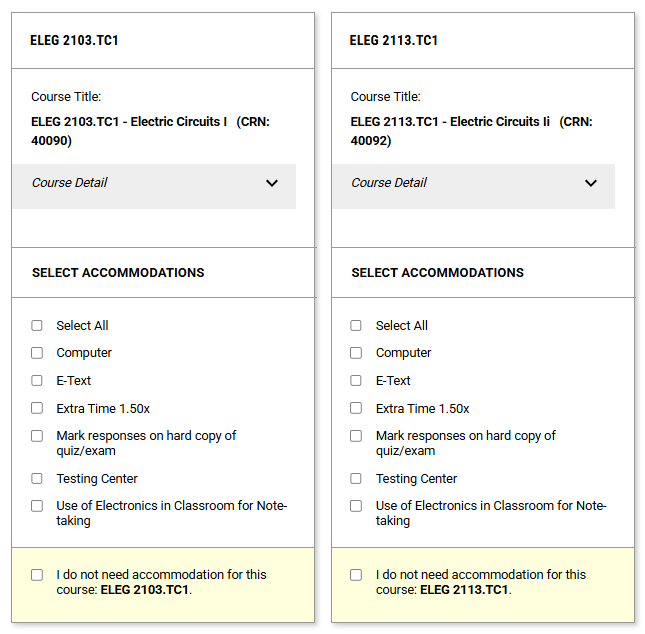 ELEG 2103.TC1
Course Title:
ELEG 2103.TC1 - Electric Circuits I (CRN:
40090)
Course Detail
SELECT ACCOMMODATIONS
Select All
Computer
E-Text
Extra Time 1.50x
Mark responses on hard copy of
quiz/exam
Testing Center
Use of Electronics in Classroom for Note-
taking
I do not need accommodation for this
course: ELEG 2103.TC1.
ELEG 2113.TC1
Course Title:
ELEG 2113.TC1 - Electric Circuits Ii (CRN:
40092)
Course Detail
SELECT ACCOMMODATIONS
Select All
Computer
E-Text
Extra Time 1.50x
Mark responses on hard copy of
quiz/exam
Testing Center
Use of Electronics in Classroom for Note-
taking
I do not need accommodation for this
course: ELEG 2113.TC1.